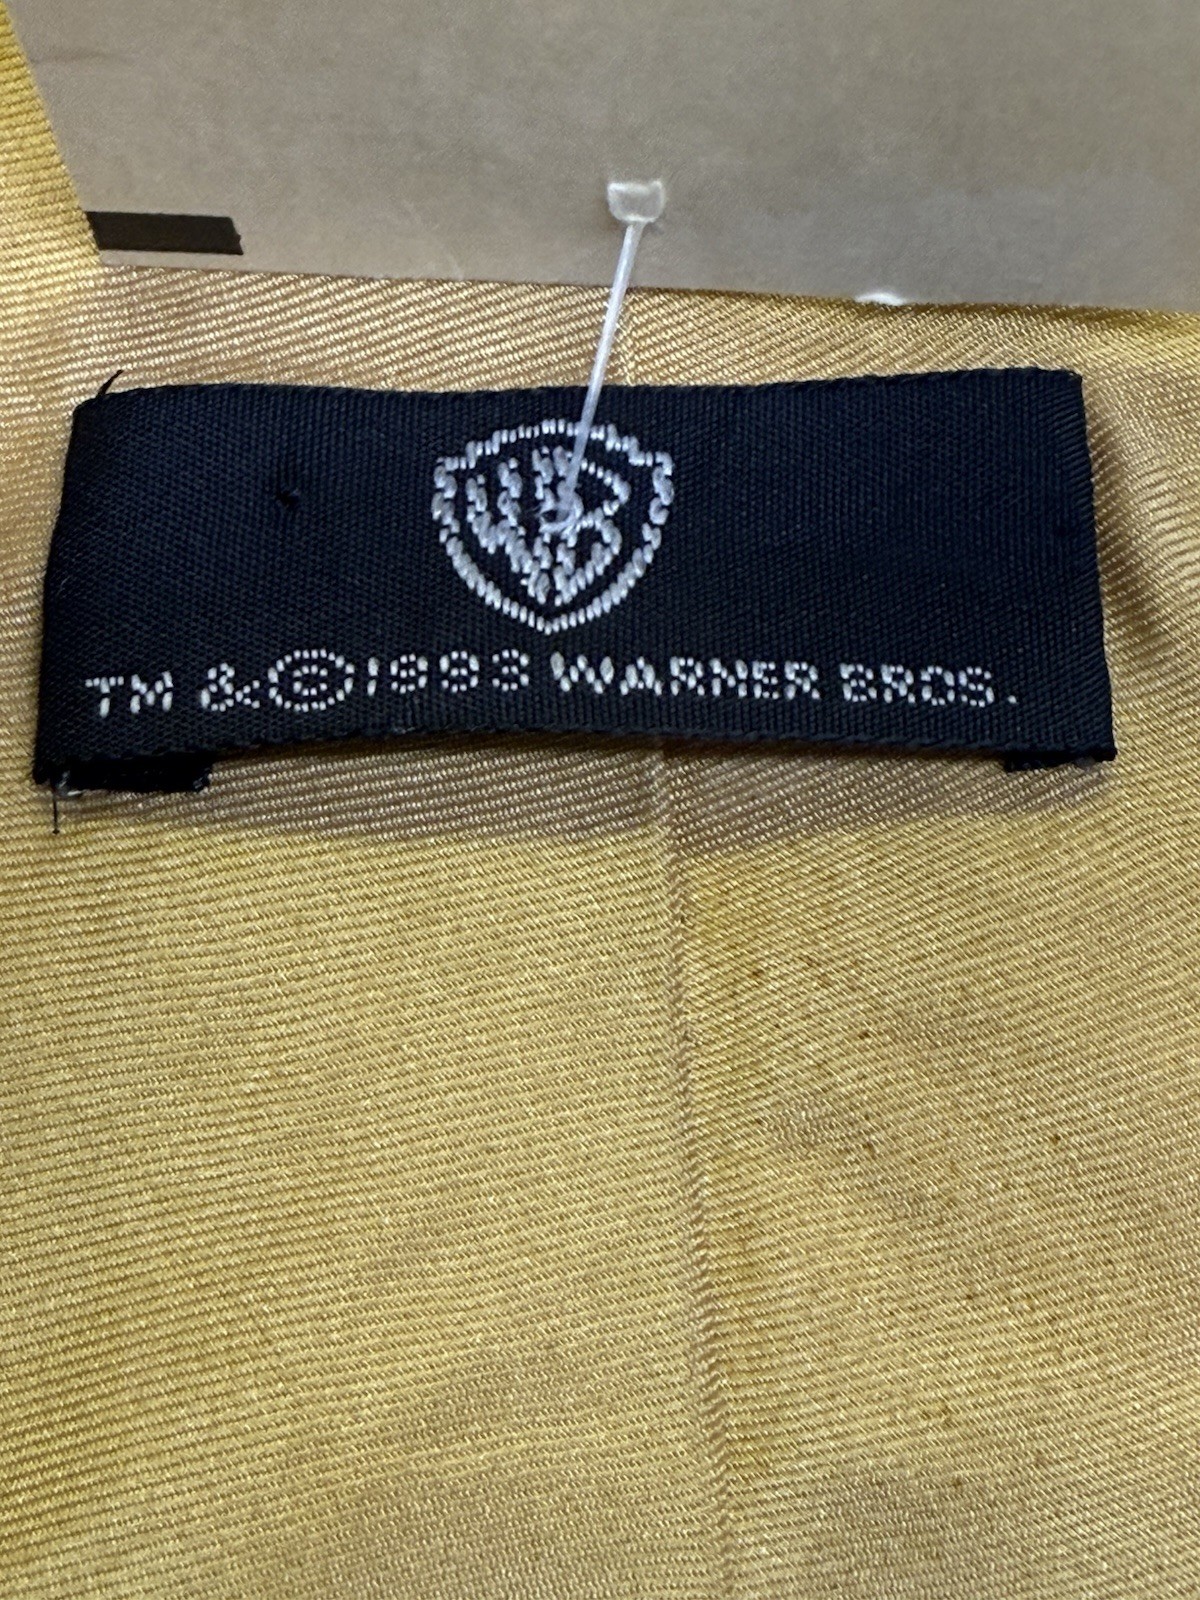 WB
TM &©1993 WARNER BROS.